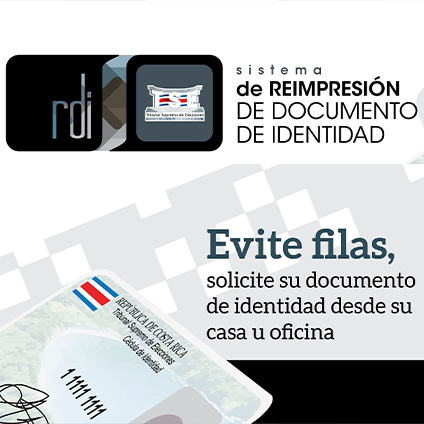 sistema
de REIMPRESIÓN
DE DOCUMENTO
DE IDENTIDAD
rdi
TSE
Tribunal Supremo de Elecciones
Evite filas,
solicite su documento
de identidad desde su
casa u oficina
REPÚBLICA DE COSTA RICA
Tribunal Supremo de Elecciones
Cédula de Identidad
1 1111 1111